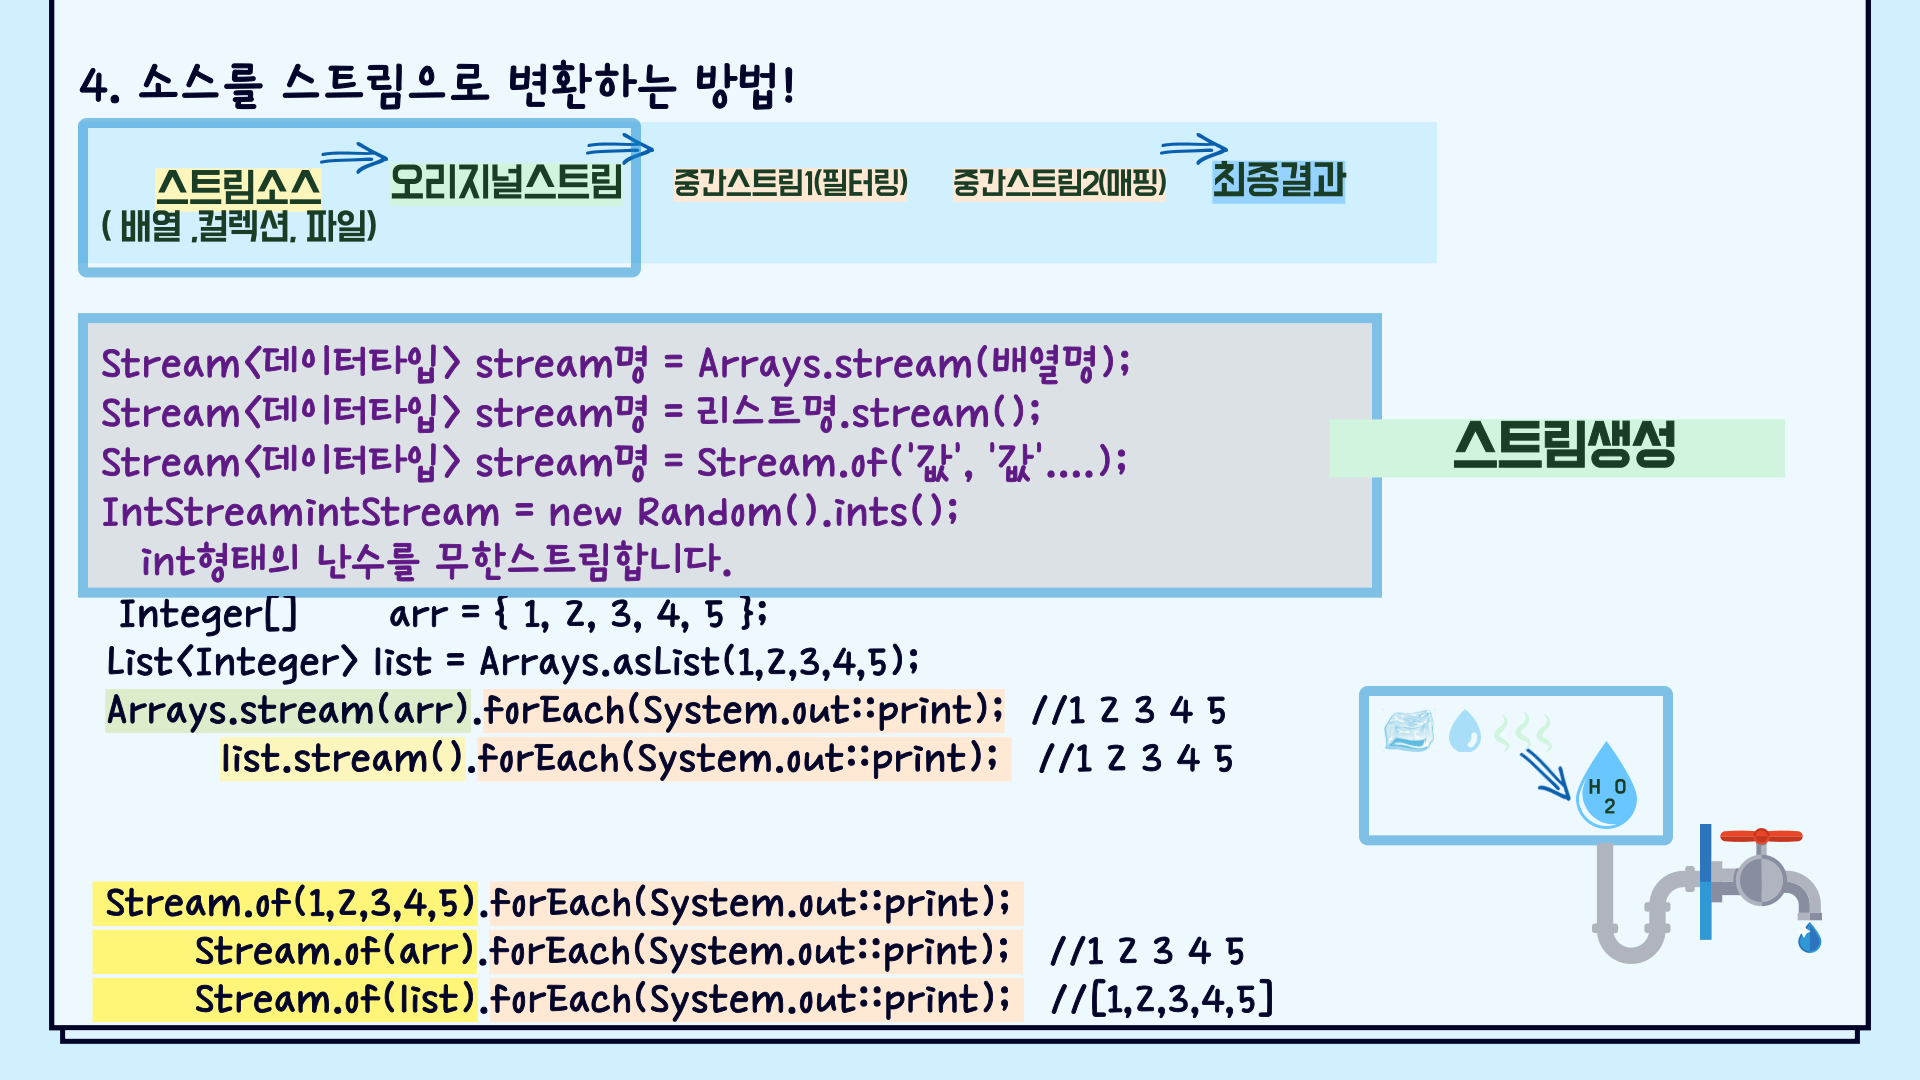 4. 소스를 스트림으로 변환하는 방법!
스트림소스 오리지널스트림 중간스트림1(필터링) 중간스트림2(매핑) 최종결과
( 배열 ,컬렉션, 파일)
Stream<데이터타입> stream명 = Arrays.stream(배열명);
Stream<데이터타입> stream명 = 리스트명.stream();
Stream<데이터타입> stream명 = Stream.of('값', '값'....);
IntStreamintStream = new Random().ints();
int형태의 난수를 무한스트림합니다.
스트림생성
Integer[] arr = { 1, 2, 3, 4, 5 };
List<Integer> list = Arrays.asList(1,2,3,4,5);
Arrays.stream(arr).forEach(System.out::print); //1 2 3 4 5
list.stream().forEach(System.out::print); //1 2 3 4 5
H O
2
Stream.of(1,2,3,4,5).forEach(System.out::print);
Stream.of(arr).forEach(System.out::print); //1 2 3 4 5
Stream.of(list).forEach(System.out::print); //[1,2,3,4,5]